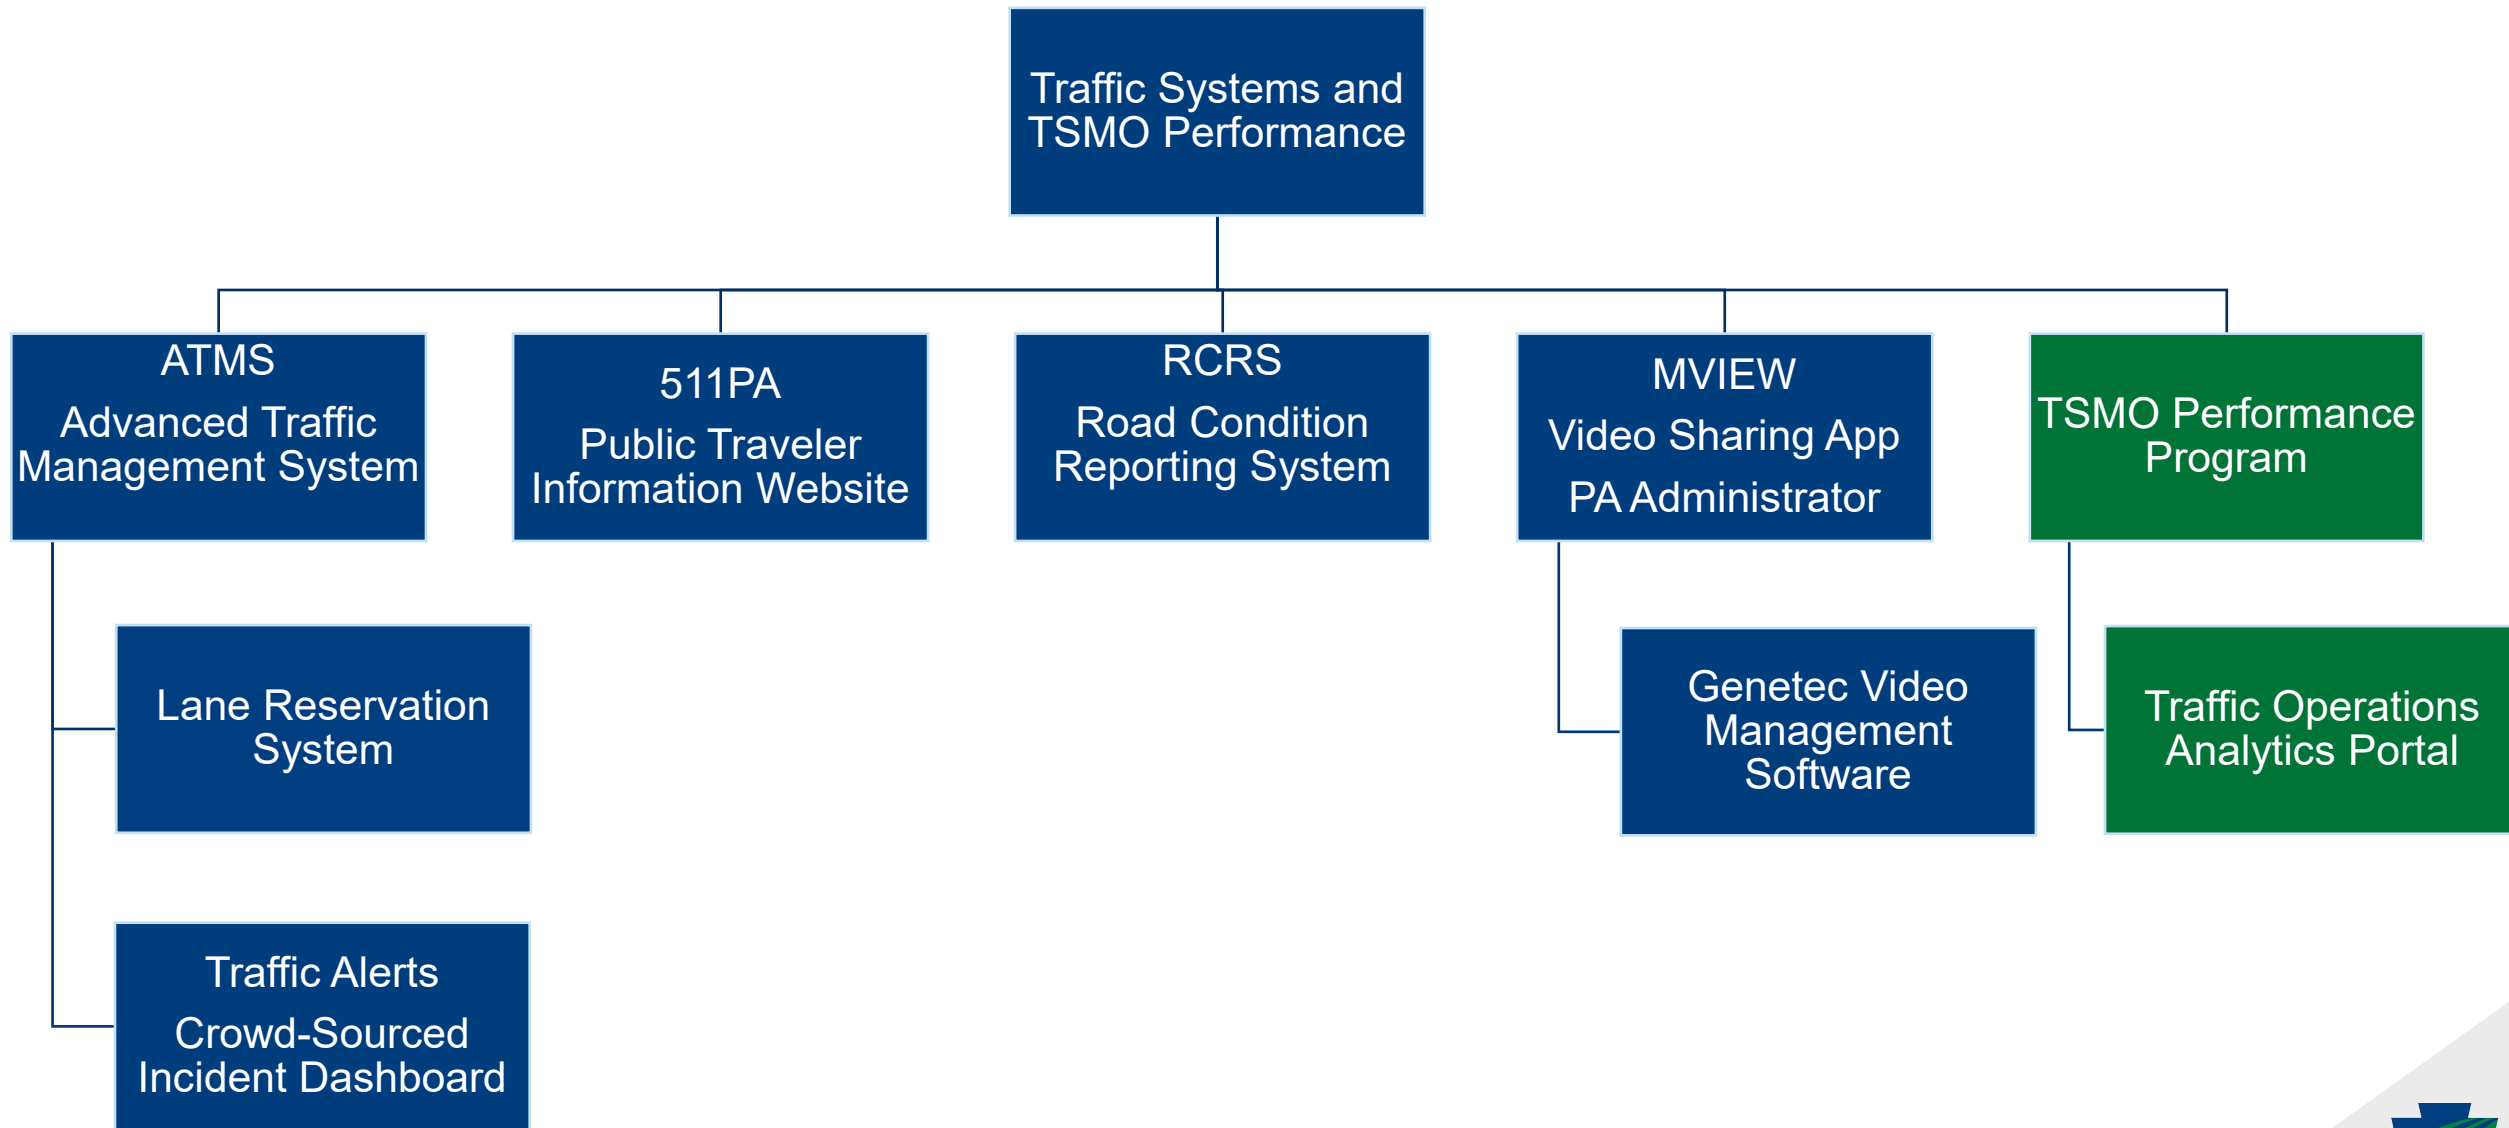 Traffic Systems and
TSMO Performance
ATMS
Advanced Traffic
Management System
511PA
Public Traveler
Information Website
RCRS
Road Condition
Reporting System
MVIEW
Video Sharing App
PA Administrator
TSMO Performance
Program
Lane Reservation
System
Genetec Video
Management
Software
Traffic Operations
Analytics Portal
Traffic Alerts
Crowd-Sourced
Incident Dashboard